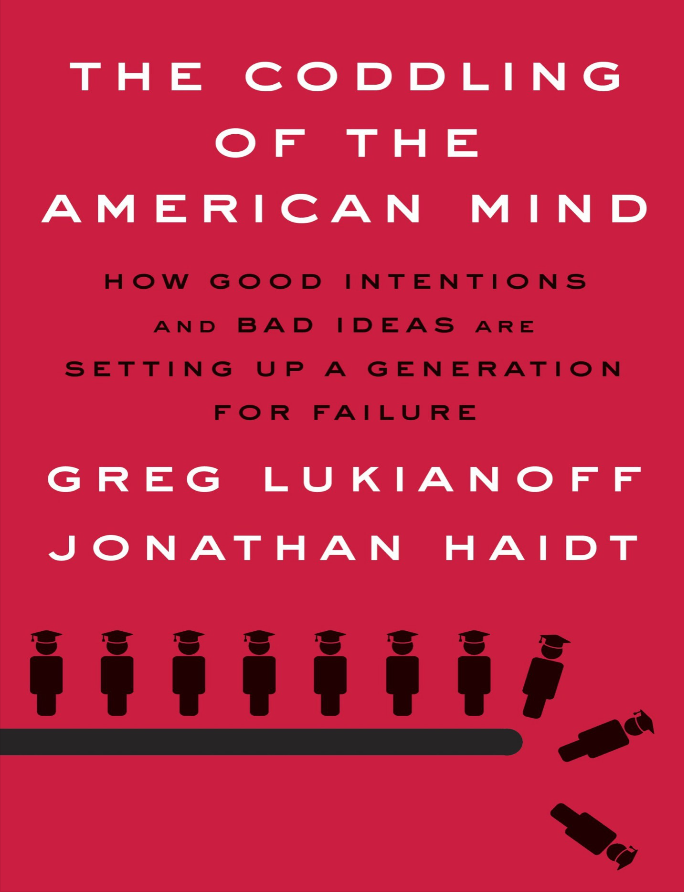 THE CODDLING
OF THE
AMERICAN MIND
HOW GOOD INTENTIONS
AND BAD IDEAS ARE
SETTING UP A GENERATION
FOR FAILURE
GREG LUKIANOFF
JONATHAN HAIDT